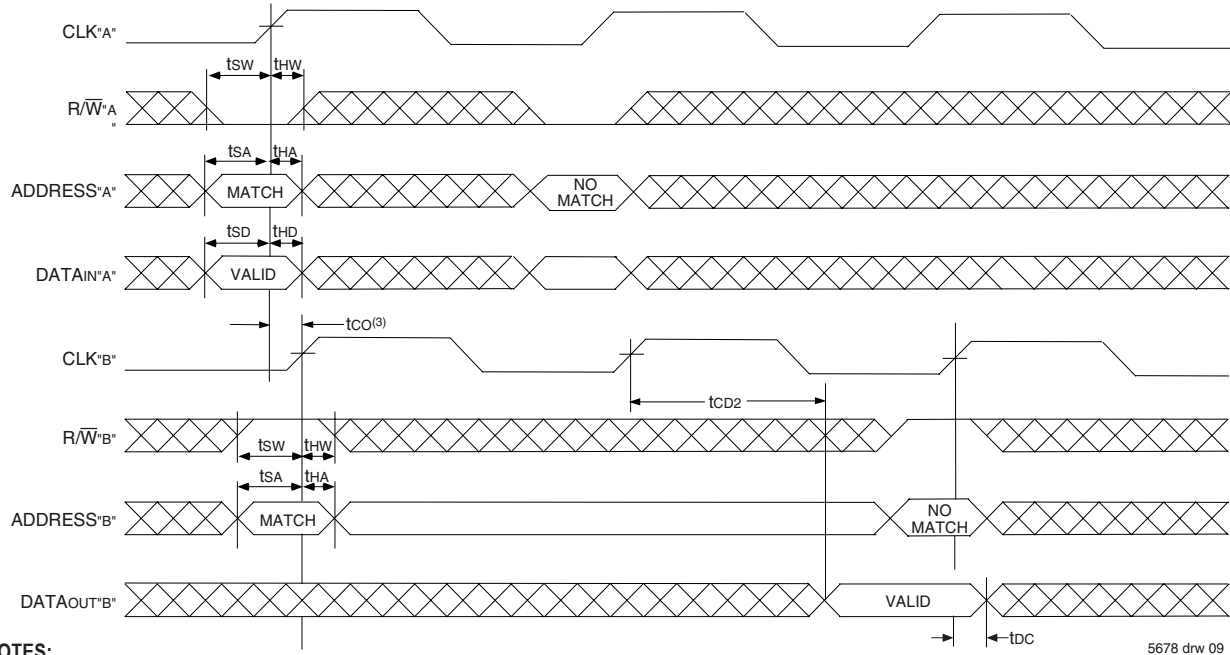 CLK"A"
tSW tHW
R/W"A
"
tSA tHA
ADDRESS"A" MATCH NO MATCH
tSD tHD
DATAIN"A" VALID
tCO(3)
CLK"B"
tCD2
R/W"B"
tSW tHW
tSA tHA
ADDRESS"B" MATCH NO MATCH
DATAOUT"B" VALID
tDC
OTES:
5678 drw 09